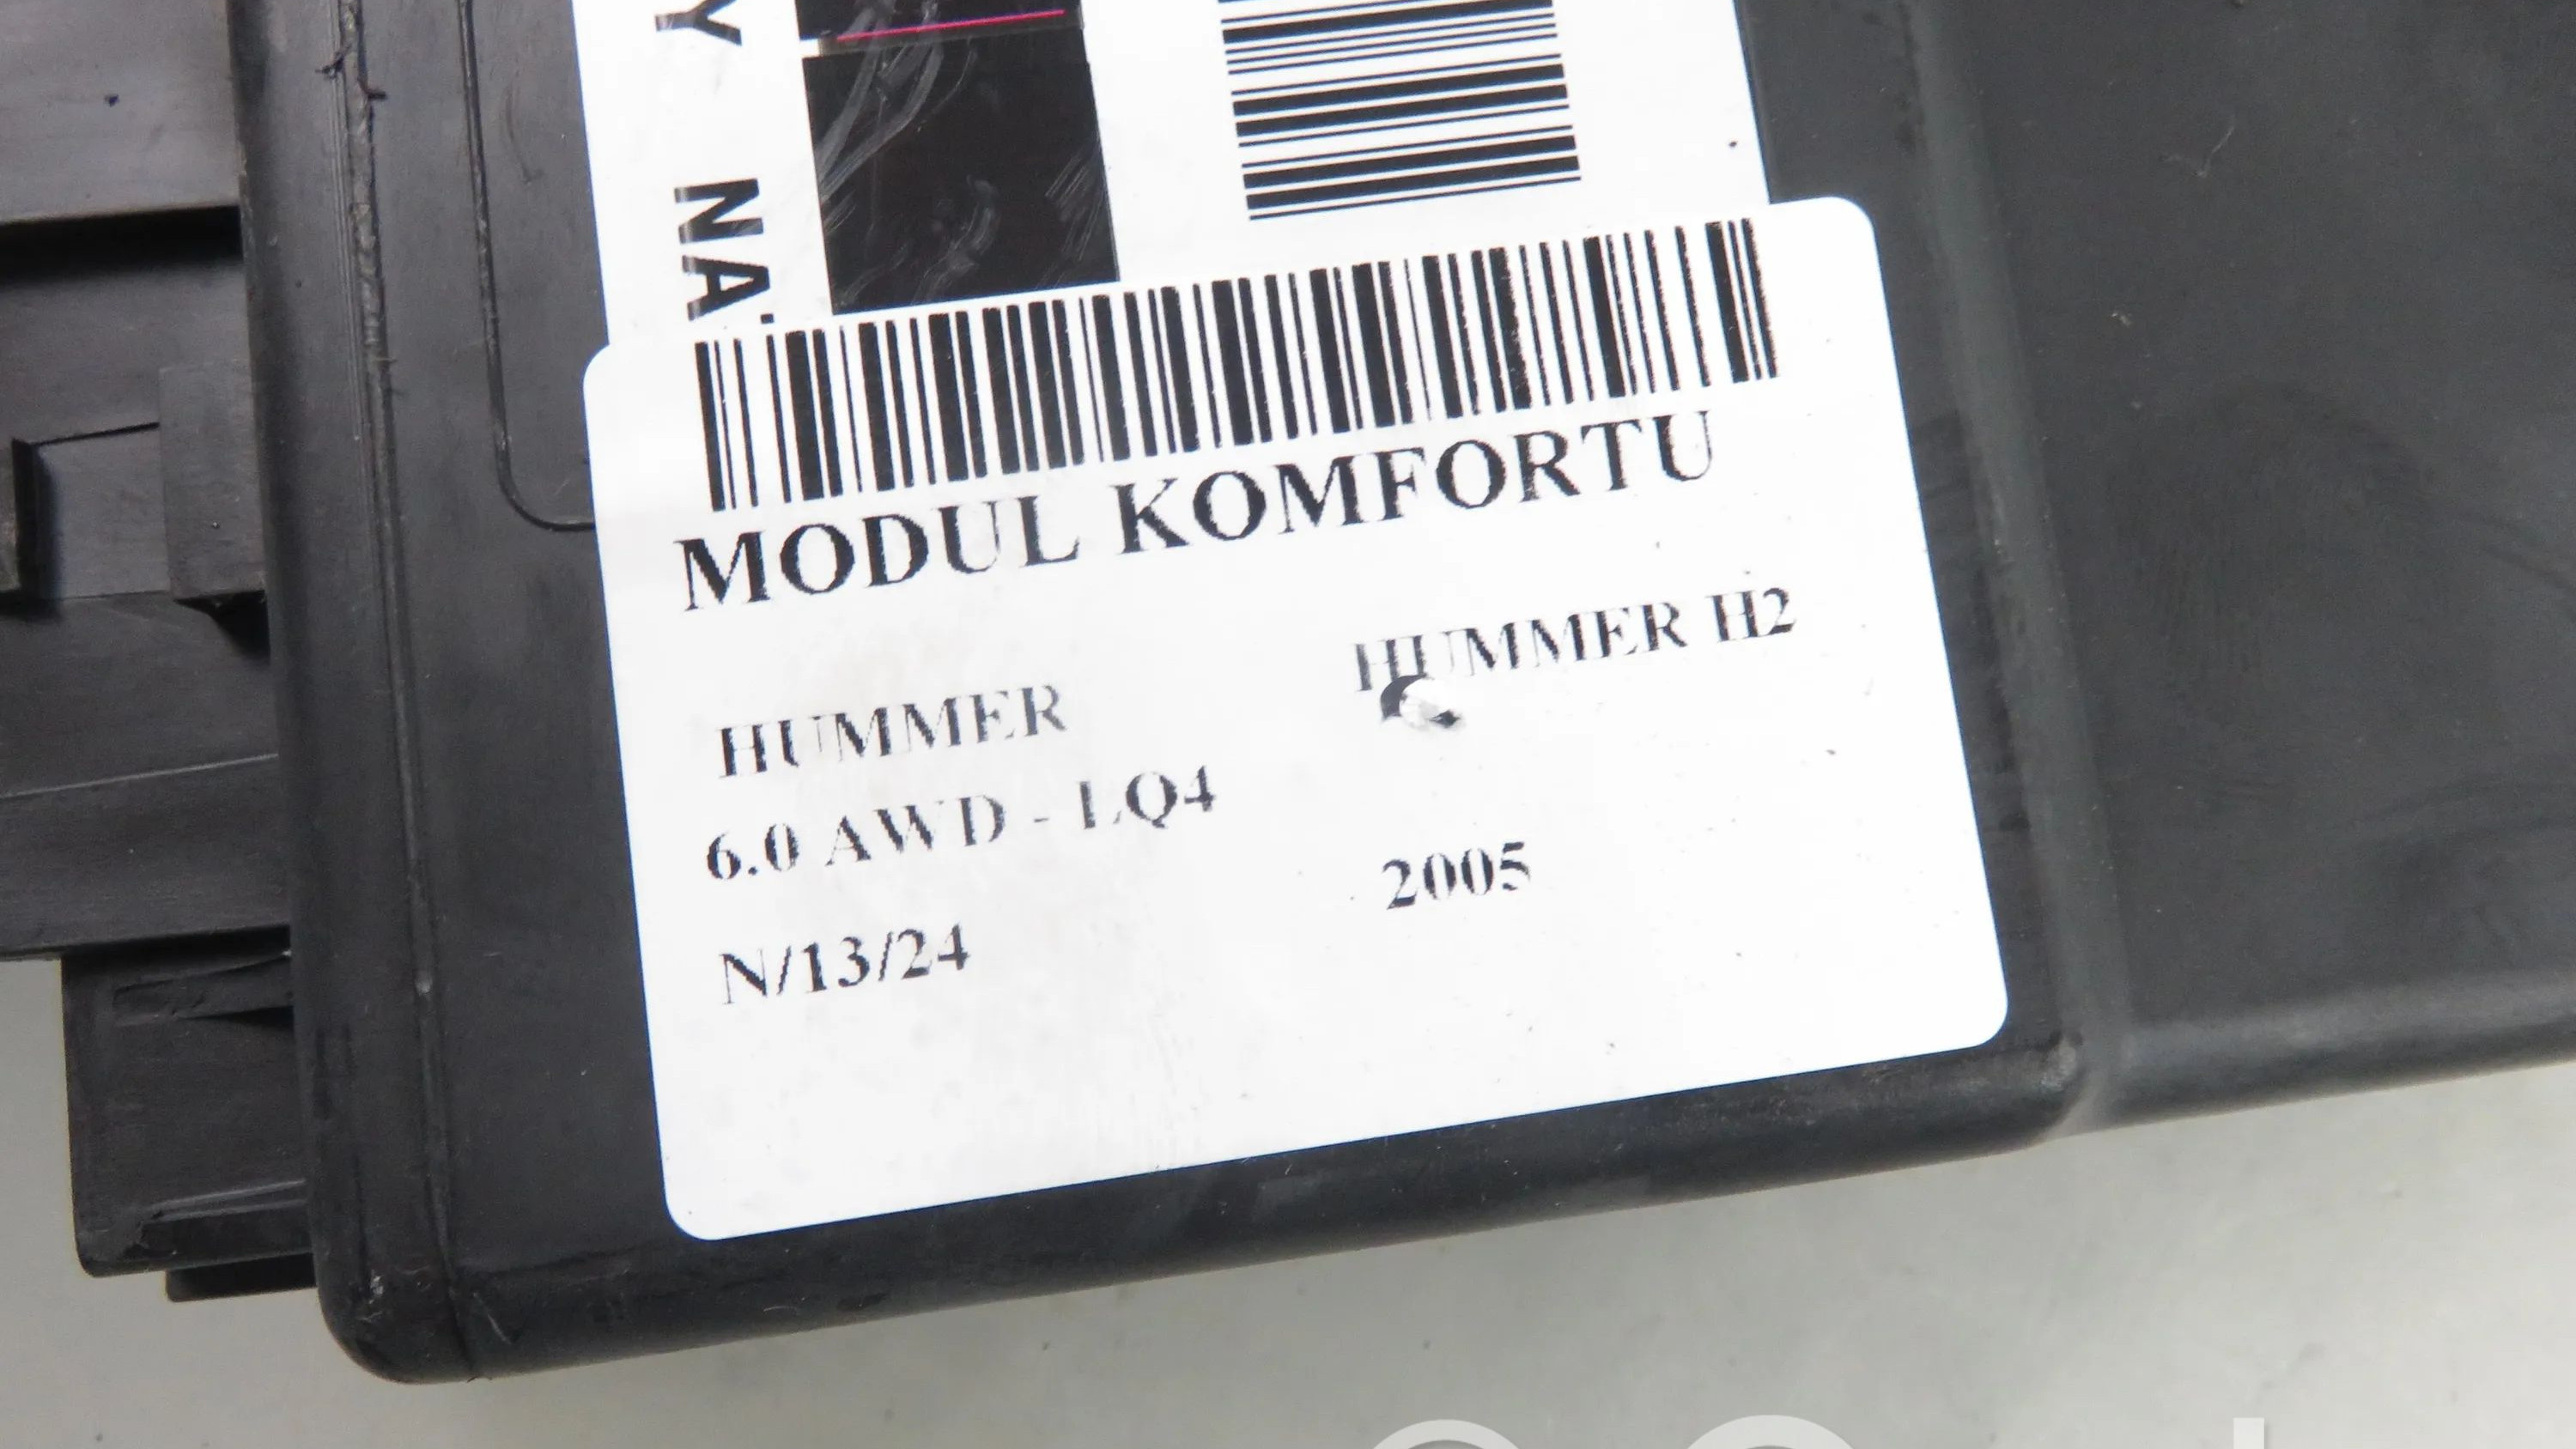 Y NA
MODUL KOMFORTU
HUMMER HUMMER H2
6.0 AWD - LQ4
2005
N/13/24